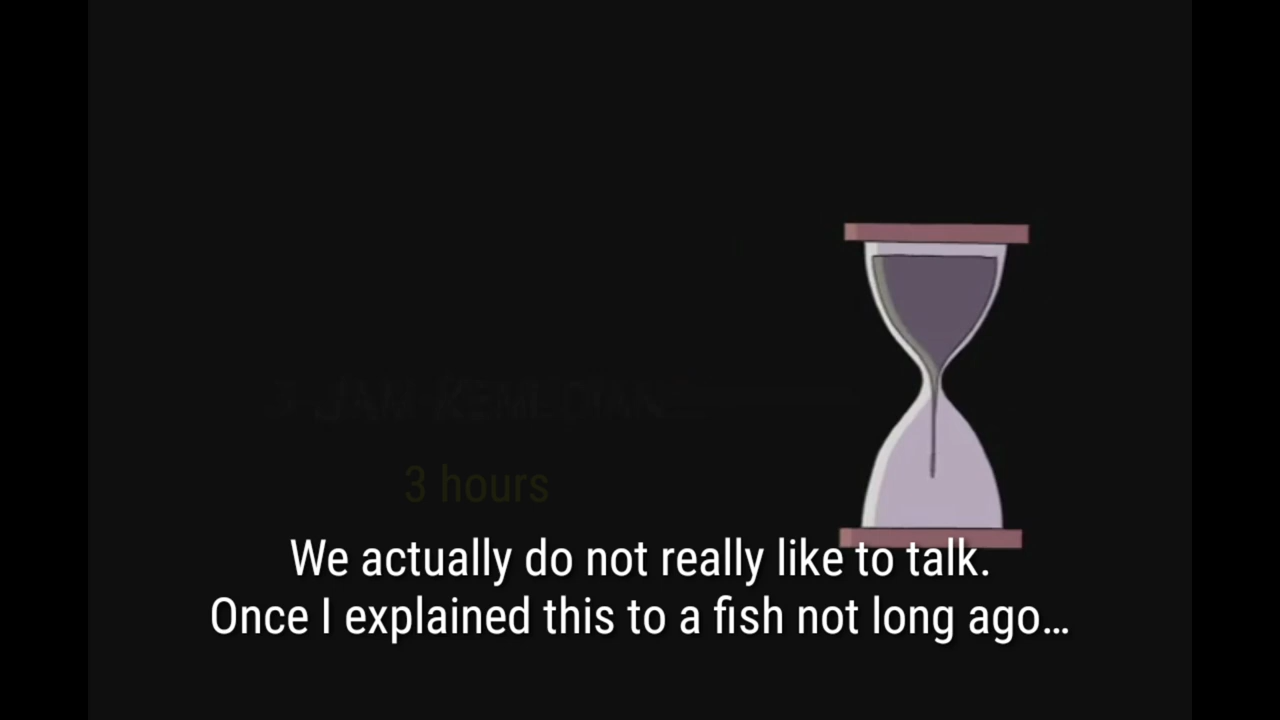 3 hours
We actually do not really like to talk.
Once I explained this to a fish not long ago…